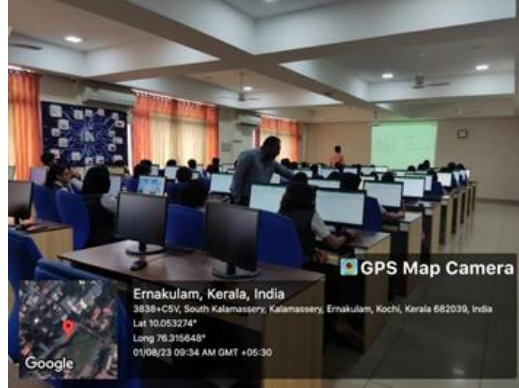 GPS Map Camera
Ernakulam, Kerala, India
3838+C5V, South Kalamassery, Kalamassery, Ernakulam, Kochi, Kerala 682039, India
Lat 10.053274°
Long 76.315648°
01/08/23 09:34 AM GMT +05:30
Google